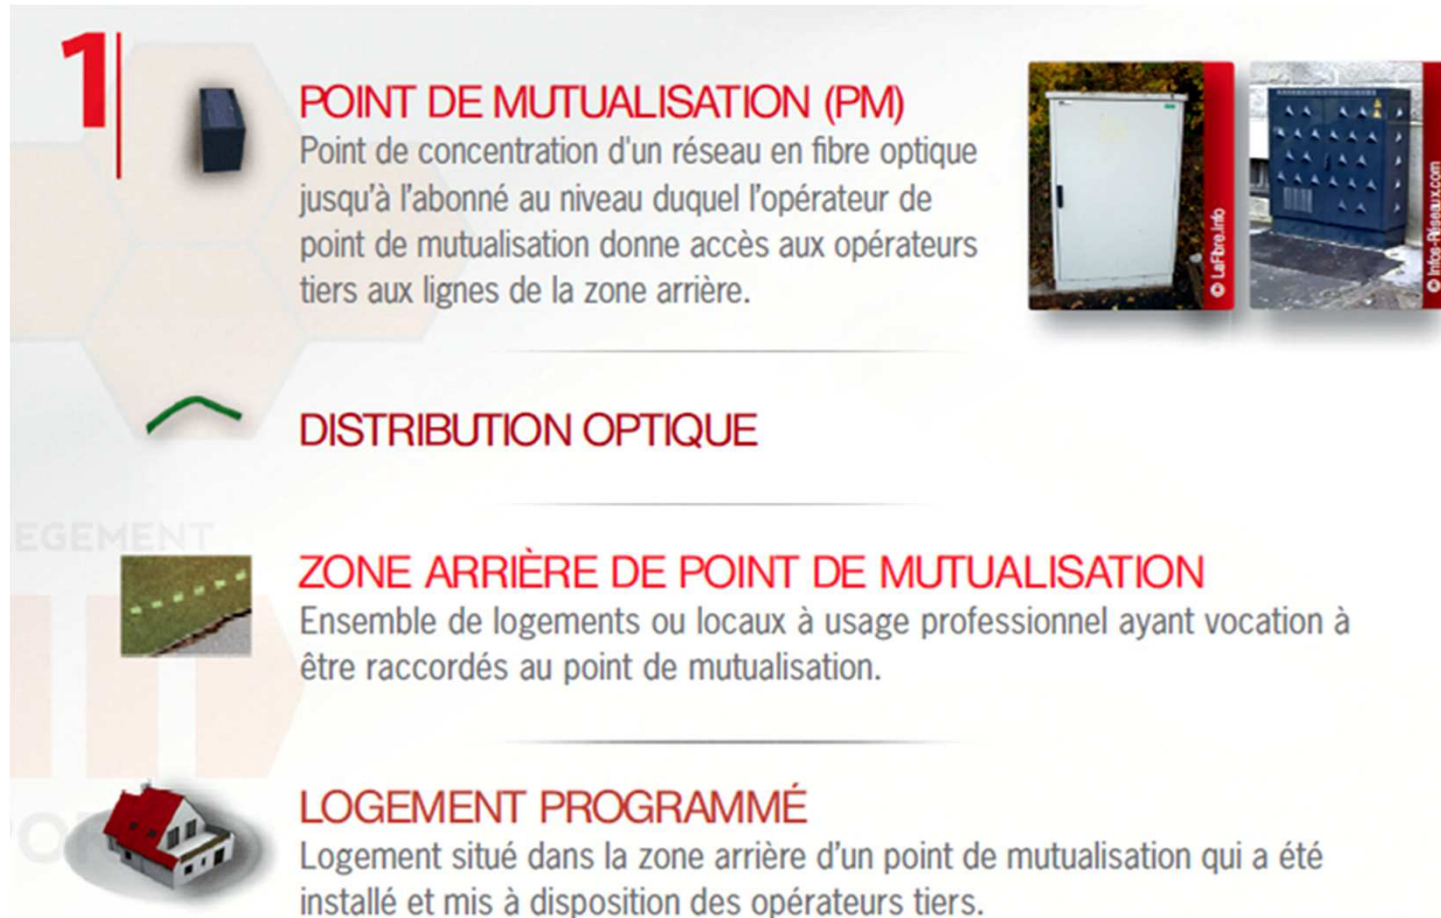 1
POINT DE MUTUALISATION (PM)
Point de concentration d'un réseau en fibre optique
jusqu'à l'abonné au niveau duquel l'opérateur de
point de mutualisation donne accès aux opérateurs
tiers aux lignes de la zone arrière.
© LaFibre.info
© Infos-Réseaux.com
DISTRIBUTION OPTIQUE
EGEMENT
ZONE ARRIÈRE DE POINT DE MUTUALISATION
Ensemble de logements ou locaux à usage professionnel ayant vocation à
être raccordés au point de mutualisation.
LOGEMENT PROGRAMMÉ
Logement situé dans la zone arrière d’un point de mutualisation qui a été
installé et mis à disposition des opérateurs tiers.